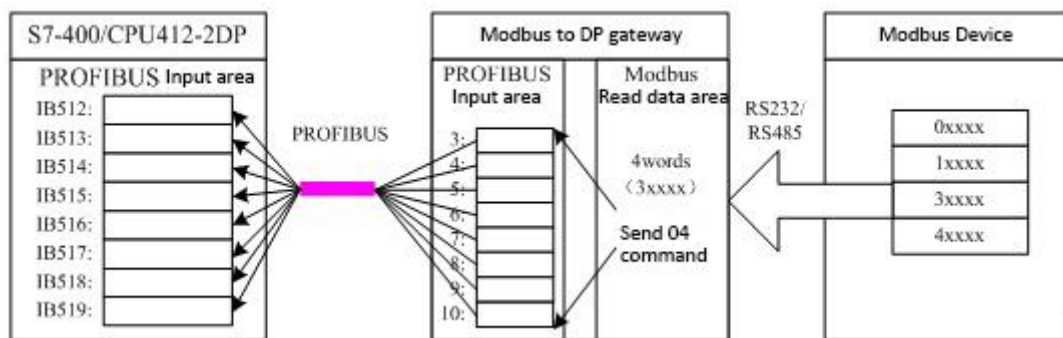 S7-400/CPU412-2DP
PROFIBUS Input area
IB512:
IB513:
IB514:
IB515:
IB516:
IB517:
IB518:
IB519:
PROFIBUS
Modbus to DP gateway
PROFIBUS
Input area
3:
4:
5:
6:
7:
8:
9:
10:
Modbus
Read data area
4words
(3xxxx)
Send 04
command
RS232/
RS485
Modbus Device
0xxxx
1xxxx
3xxxx
4xxxx